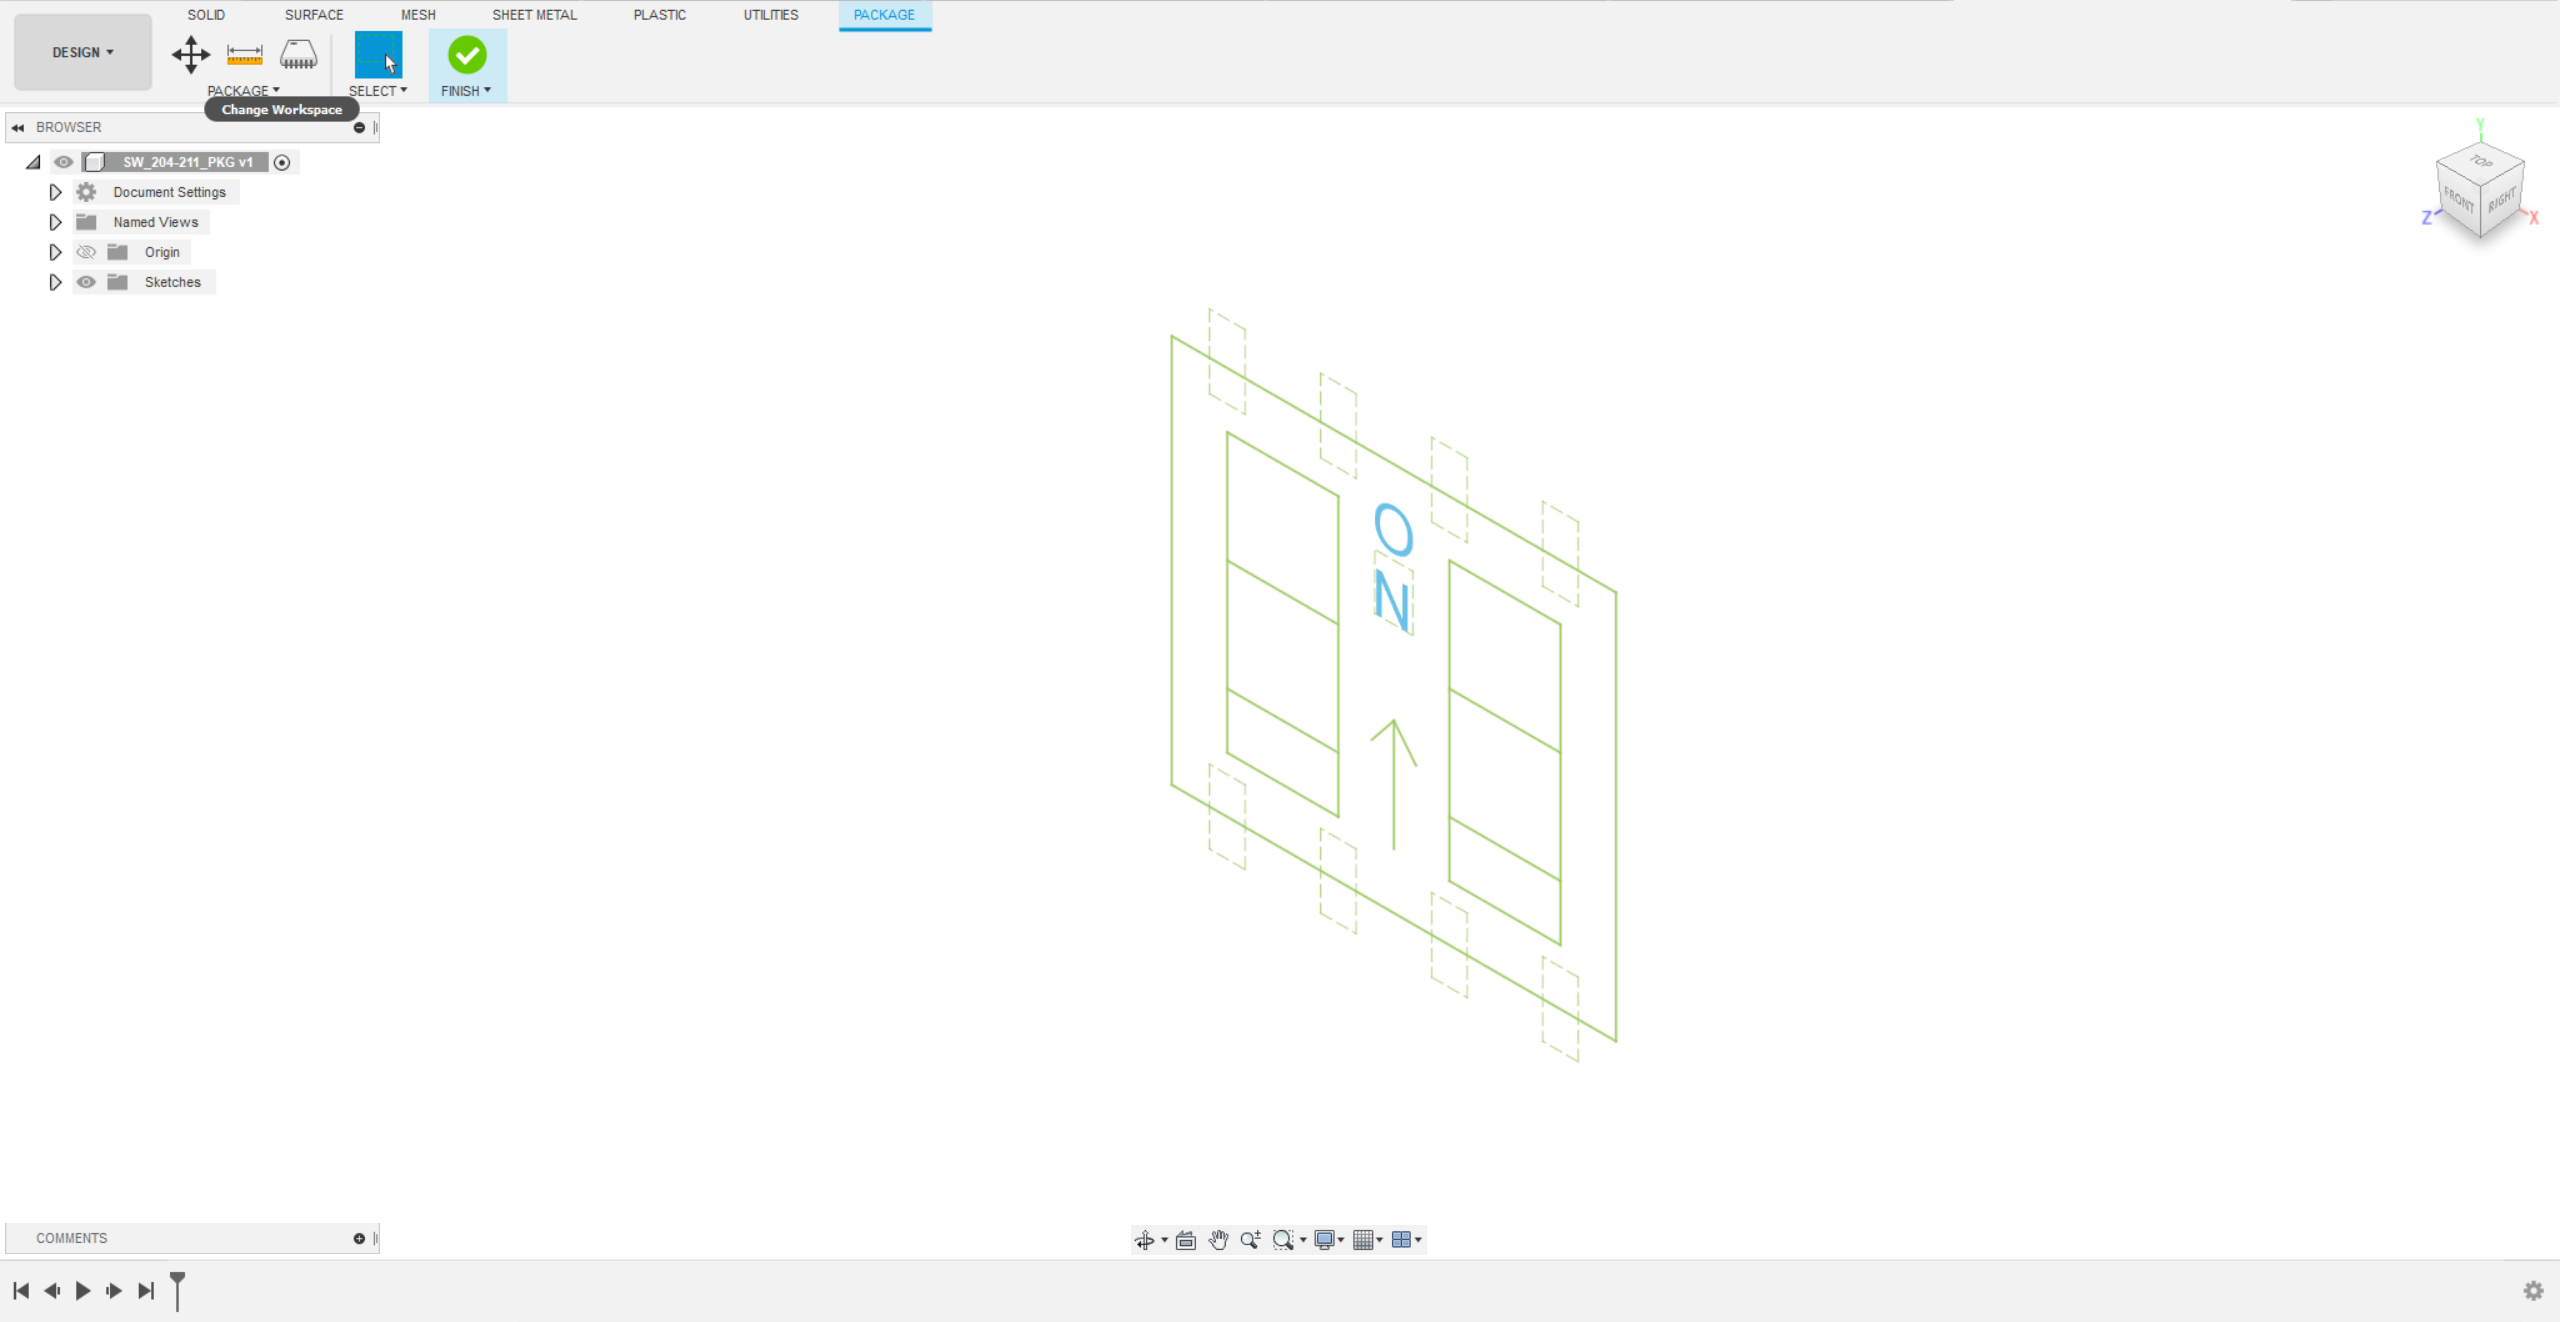 SOLID SURFACE MESH SHEET METAL PLASTIC UTILITIES PACKAGE
DESIGN
PACKAGE SELECT FINISH
Change Workspace
BROWSER
SW_204-211_PKG v1
Document Settings
Named Views
Origin
Sketches
Y
TOP
FRONT RIGHT
Z X
O
N
COMMENTS